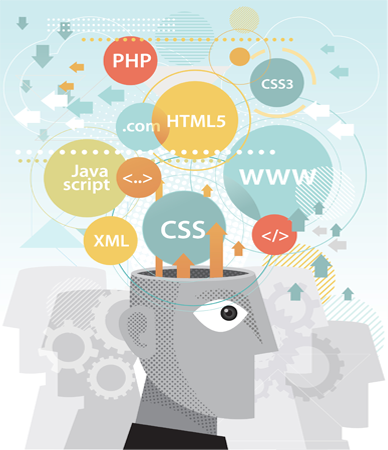 PHP
CSS3
HTML5
.com
Java
script
<..>
WWW
XML
CSS
</>